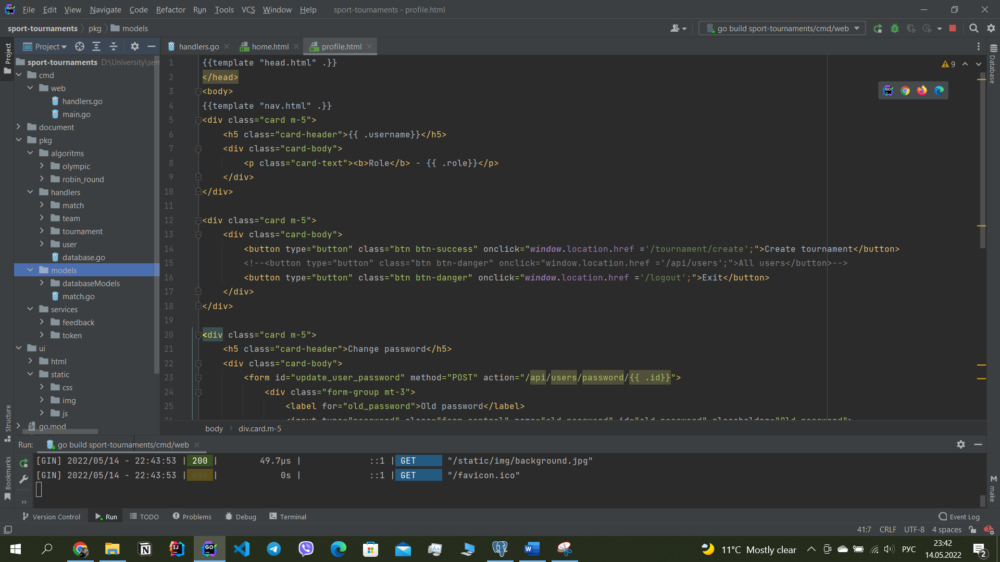 File Edit View Navigate Code Refactor Run Tools VCS Window Help sport-tournaments - profile.html
sport-tournaments pkg models
go build sport-tournaments/cmd/web
Project
Project
handlers.go
home.html
profile.html
Database
sport-tournaments D:\University\sem
cmd
web
handlers.go
main.go
document
pkg
algoritms
olympic
robin_round
handlers
match
team
tournament
user
database.go
models
databaseModels
match.go
services
feedback
token
ui
html
static
css
img
js
go.mod
9
1 {{template "head.html" .}}
2 </head>
3 <body>
4 {{template "nav.html" .}}
5 <div class="card m-5">
6 <h5 class="card-header">{{ .username}}</h5>
7 <div class="card-body">
8 <p class="card-text"><b>Role</b> - {{ .role}}</p>
9 </div>
10 </div>
11
12 <div class="card m-5">
13 <div class="card-body">
14 <button type="button" class="btn btn-success" onclick="window.location.href ='/tournament/create';">Create tournament</button>
15 <!--<button type="button" class="btn btn-danger" onclick="window.location.href ='/api/users';">All users</button>-->
16 <button type="button" class="btn btn-danger" onclick="window.location.href ='/logout';">Exit</button>
17 </div>
18 </div>
19
20 <div class="card m-5">
21 <h5 class="card-header">Change password</h5>
22 <div class="card-body">
23 <form id="update_user_password" method="POST" action="/api/users/password/{{ .id}}">
24 <div class="form-group mt-3">
25 <label for="old_password">Old password</label>
body div.card.m-5
Structure
Bookmarks
make
Run: go build sport-tournaments/cmd/web
[GIN] 2022/05/14 - 22:43:53 | 200 | 49.7µs | ::1 | GET "/static/img/background.jpg"
[GIN] 2022/05/14 - 22:43:53 | 404 | 0s | ::1 | GET "/favicon.ico"
Version Control Run TODO Problems Debug Terminal Event Log
41:7 CRLF UTF-8 4 spaces
11°C Mostly clear РУС
23:42
14.05.2022
2